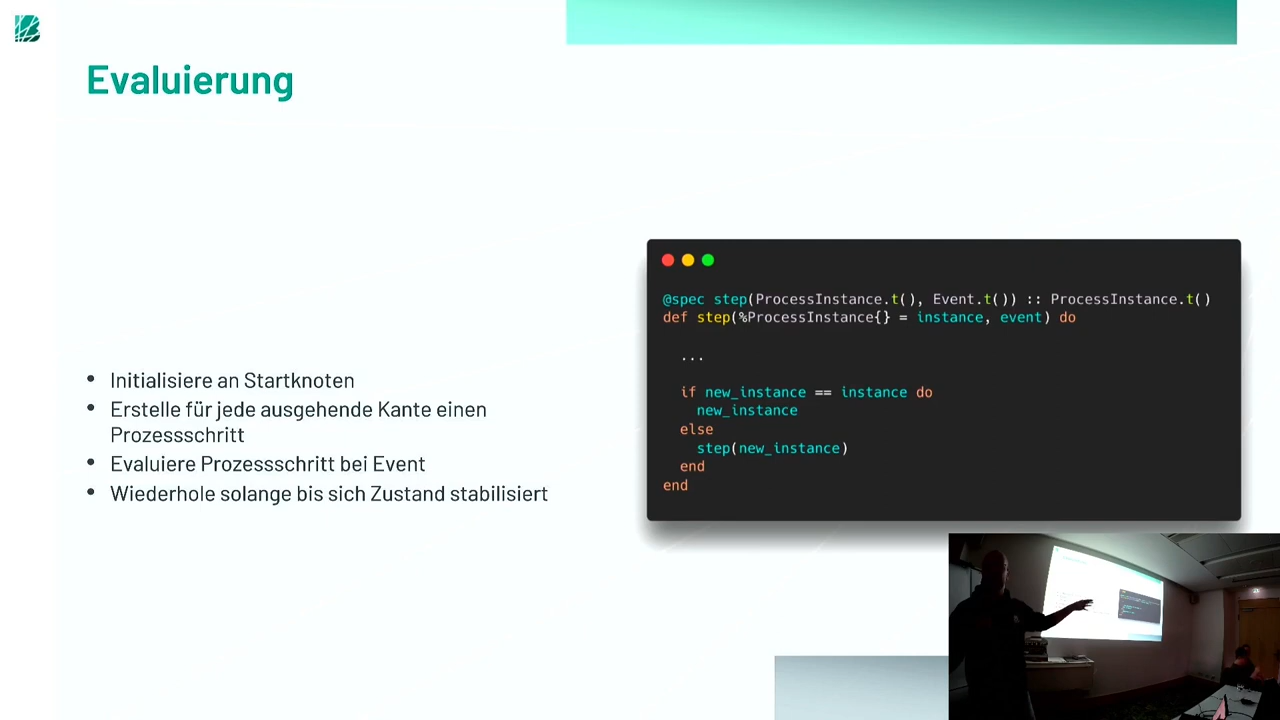 Evaluierung
• Initialisiere an Startknoten
• Erstelle für jede ausgehende Kante einen
Prozessschritt
• Evaluiere Prozessschritt bei Event
• Wiederhole solange bis sich Zustand stabilisiert
@spec step(ProcessInstance.t(), Event.t()) :: ProcessInstance.t()
def step(%ProcessInstance{} = instance, event) do
...
if new_instance == instance do
new_instance
else
step(new_instance)
end
end